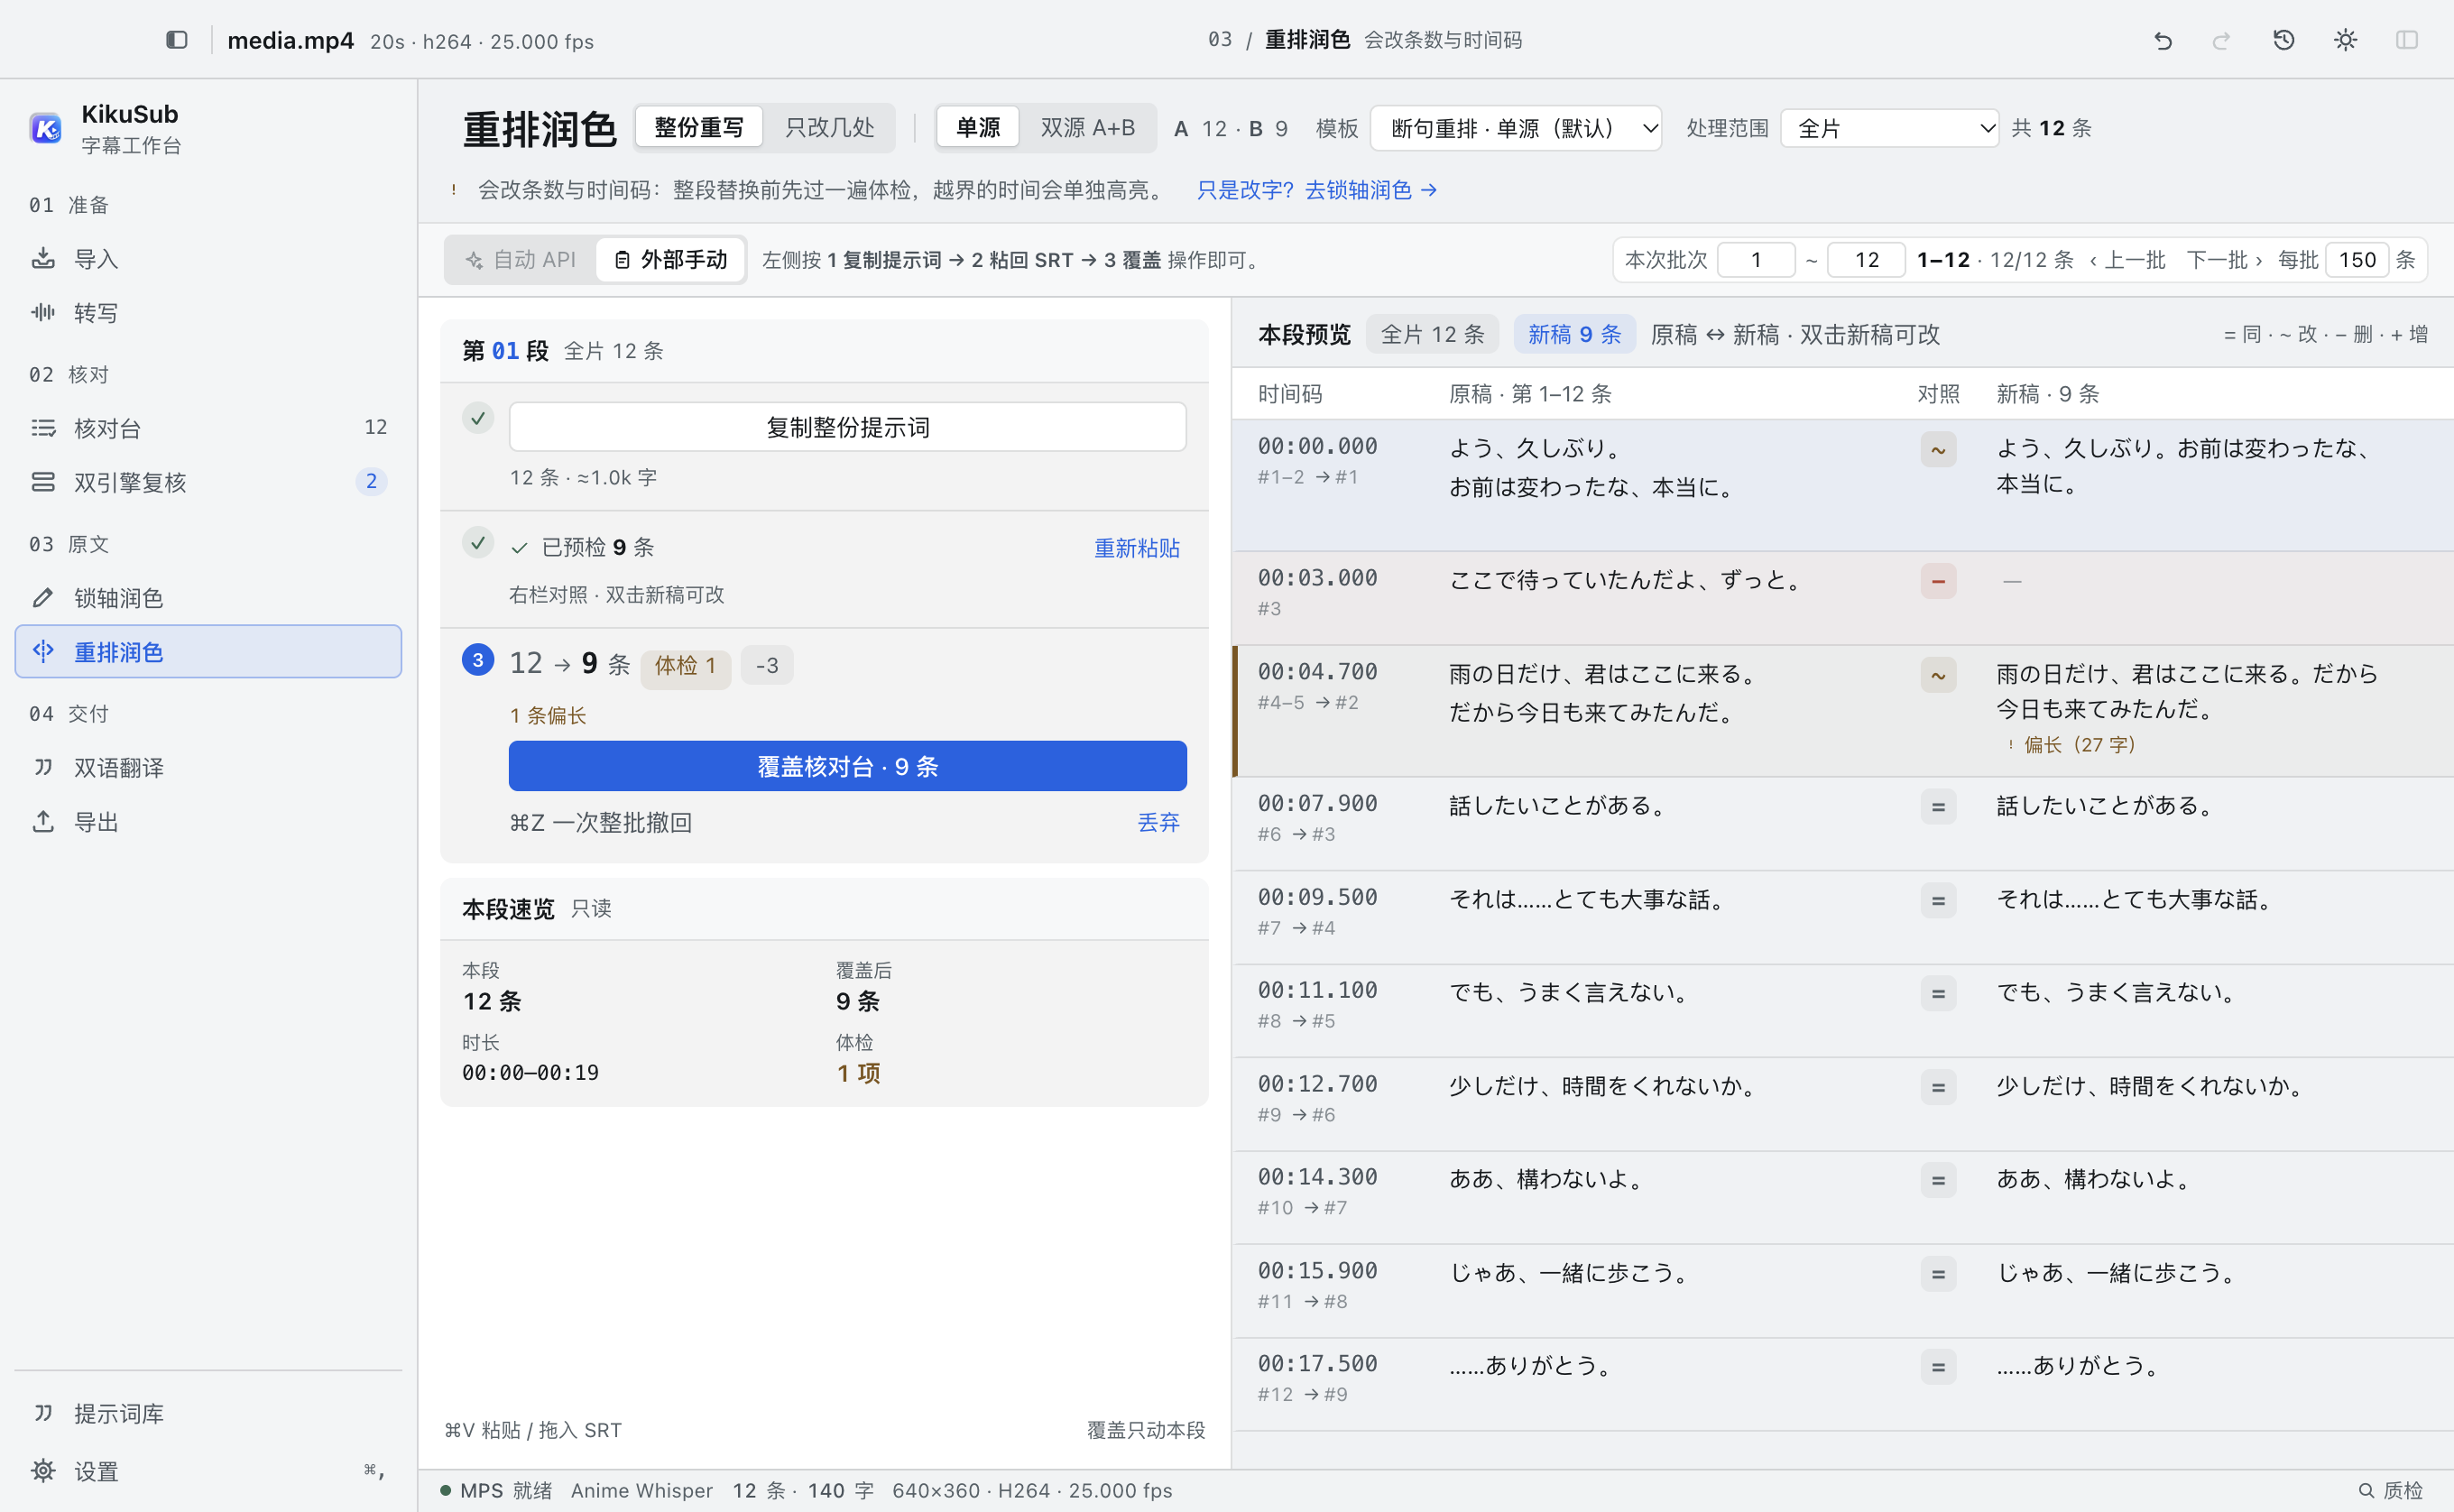 media.mp4 20s · h264 · 25.000 fps
03 / 重排润色 会改条数与时间码
KikuSub
字幕工作台
01 准备
导入
转写
02 核对
核对台 12
双引擎复核 2
03 原文
锁轴润色
重排润色
04 交付
双语翻译
导出
提示词库
设置 ⌘,
重排润色 整份重写 只改几处 单源 双源 A+B A 12 · B 9 模板 断句重排 · 单源（默认） 处理范围 全片 共 12 条
! 会改条数与时间码：整段替换前先过一遍体检，越界的时间会单独高亮。 只是改字？去锁轴润色 →
自动 API 外部手动 左侧按 1 复制提示词 → 2 粘回 SRT → 3 覆盖 操作即可。
本次批次 1 ~ 12 1–12 · 12/12 条 ‹ 上一批 下一批 › 每批 150 条
第 01 段 全片 12 条
复制整份提示词
12 条 · ≈1.0k 字
已预检 9 条 重新粘贴
右栏对照 · 双击新稿可改
3 12 → 9 条 体检 1 -3
1 条偏长
覆盖核对台 · 9 条
⌘Z 一次整批撤回 丢弃
本段速览 只读
本段 覆盖后
12 条 9 条
时长 体检
00:00–00:19 1 项
⌘V 粘贴 / 拖入 SRT 覆盖只动本段
本段预览 全片 12 条 新稿 9 条 原稿 ↔ 新稿 · 双击新稿可改 = 同 · ~ 改 · − 删 · + 增
时间码 原稿 · 第 1–12 条 对照 新稿 · 9 条
00:00.000 よう、久しぶり。 ~ よう、久しぶり。お前は変わったな、
#1–2 →#1 お前は変わったな、本当に。 本当に。
00:03.000 ここで待っていたんだよ、ずっと。 − —
#3
00:04.700 雨の日だけ、君はここに来る。 ~ 雨の日だけ、君はここに来る。だから
#4–5 →#2 だから今日も来てみたんだ。 今日も来てみたんだ。
! 偏长（27 字）
00:07.900 話したいことがある。 = 話したいことがある。
#6 →#3
00:09.500 それは……とても大事な話。 = それは……とても大事な話。
#7 →#4
00:11.100 でも、うまく言えない。 = でも、うまく言えない。
#8 →#5
00:12.700 少しだけ、時間をくれないか。 = 少しだけ、時間をくれないか。
#9 →#6
00:14.300 ああ、構わないよ。 = ああ、構わないよ。
#10 →#7
00:15.900 じゃあ、一緒に歩こう。 = じゃあ、一緒に歩こう。
#11 →#8
00:17.500 ……ありがとう。 = ……ありがとう。
#12 →#9
MPS 就绪 Anime Whisper 12 条 · 140 字 640×360 · H264 · 25.000 fps 质检